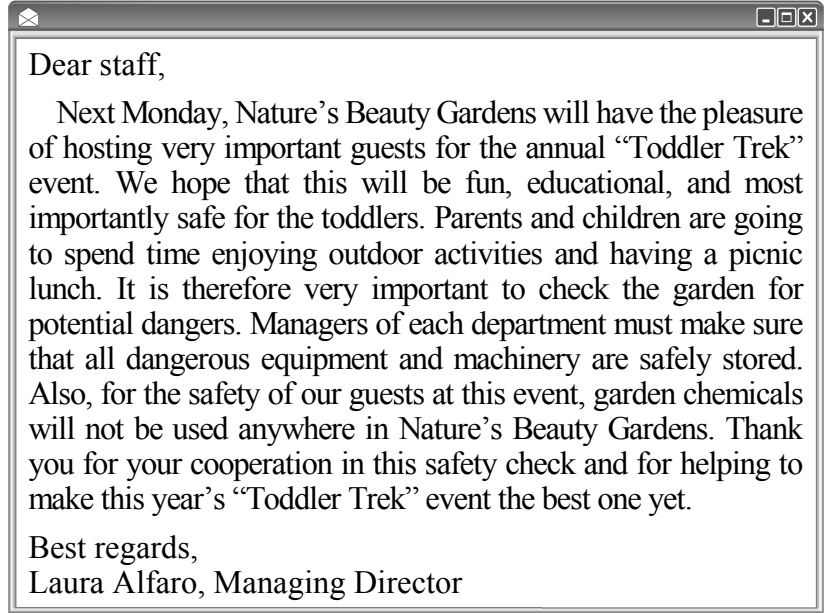 Dear staff,
Next Monday, Nature’s Beauty Gardens will have the pleasure
of hosting very important guests for the annual “Toddler Trek”
event. We hope that this will be fun, educational, and most
importantly safe for the toddlers. Parents and children are going
to spend time enjoying outdoor activities and having a picnic
lunch. It is therefore very important to check the garden for
potential dangers. Managers of each department must make sure
that all dangerous equipment and machinery are safely stored.
Also, for the safety of our guests at this event, garden chemicals
will not be used anywhere in Nature’s Beauty Gardens. Thank
you for your cooperation in this safety check and for helping to
make this year’s “Toddler Trek” event the best one yet.
Best regards,
Laura Alfaro, Managing Director